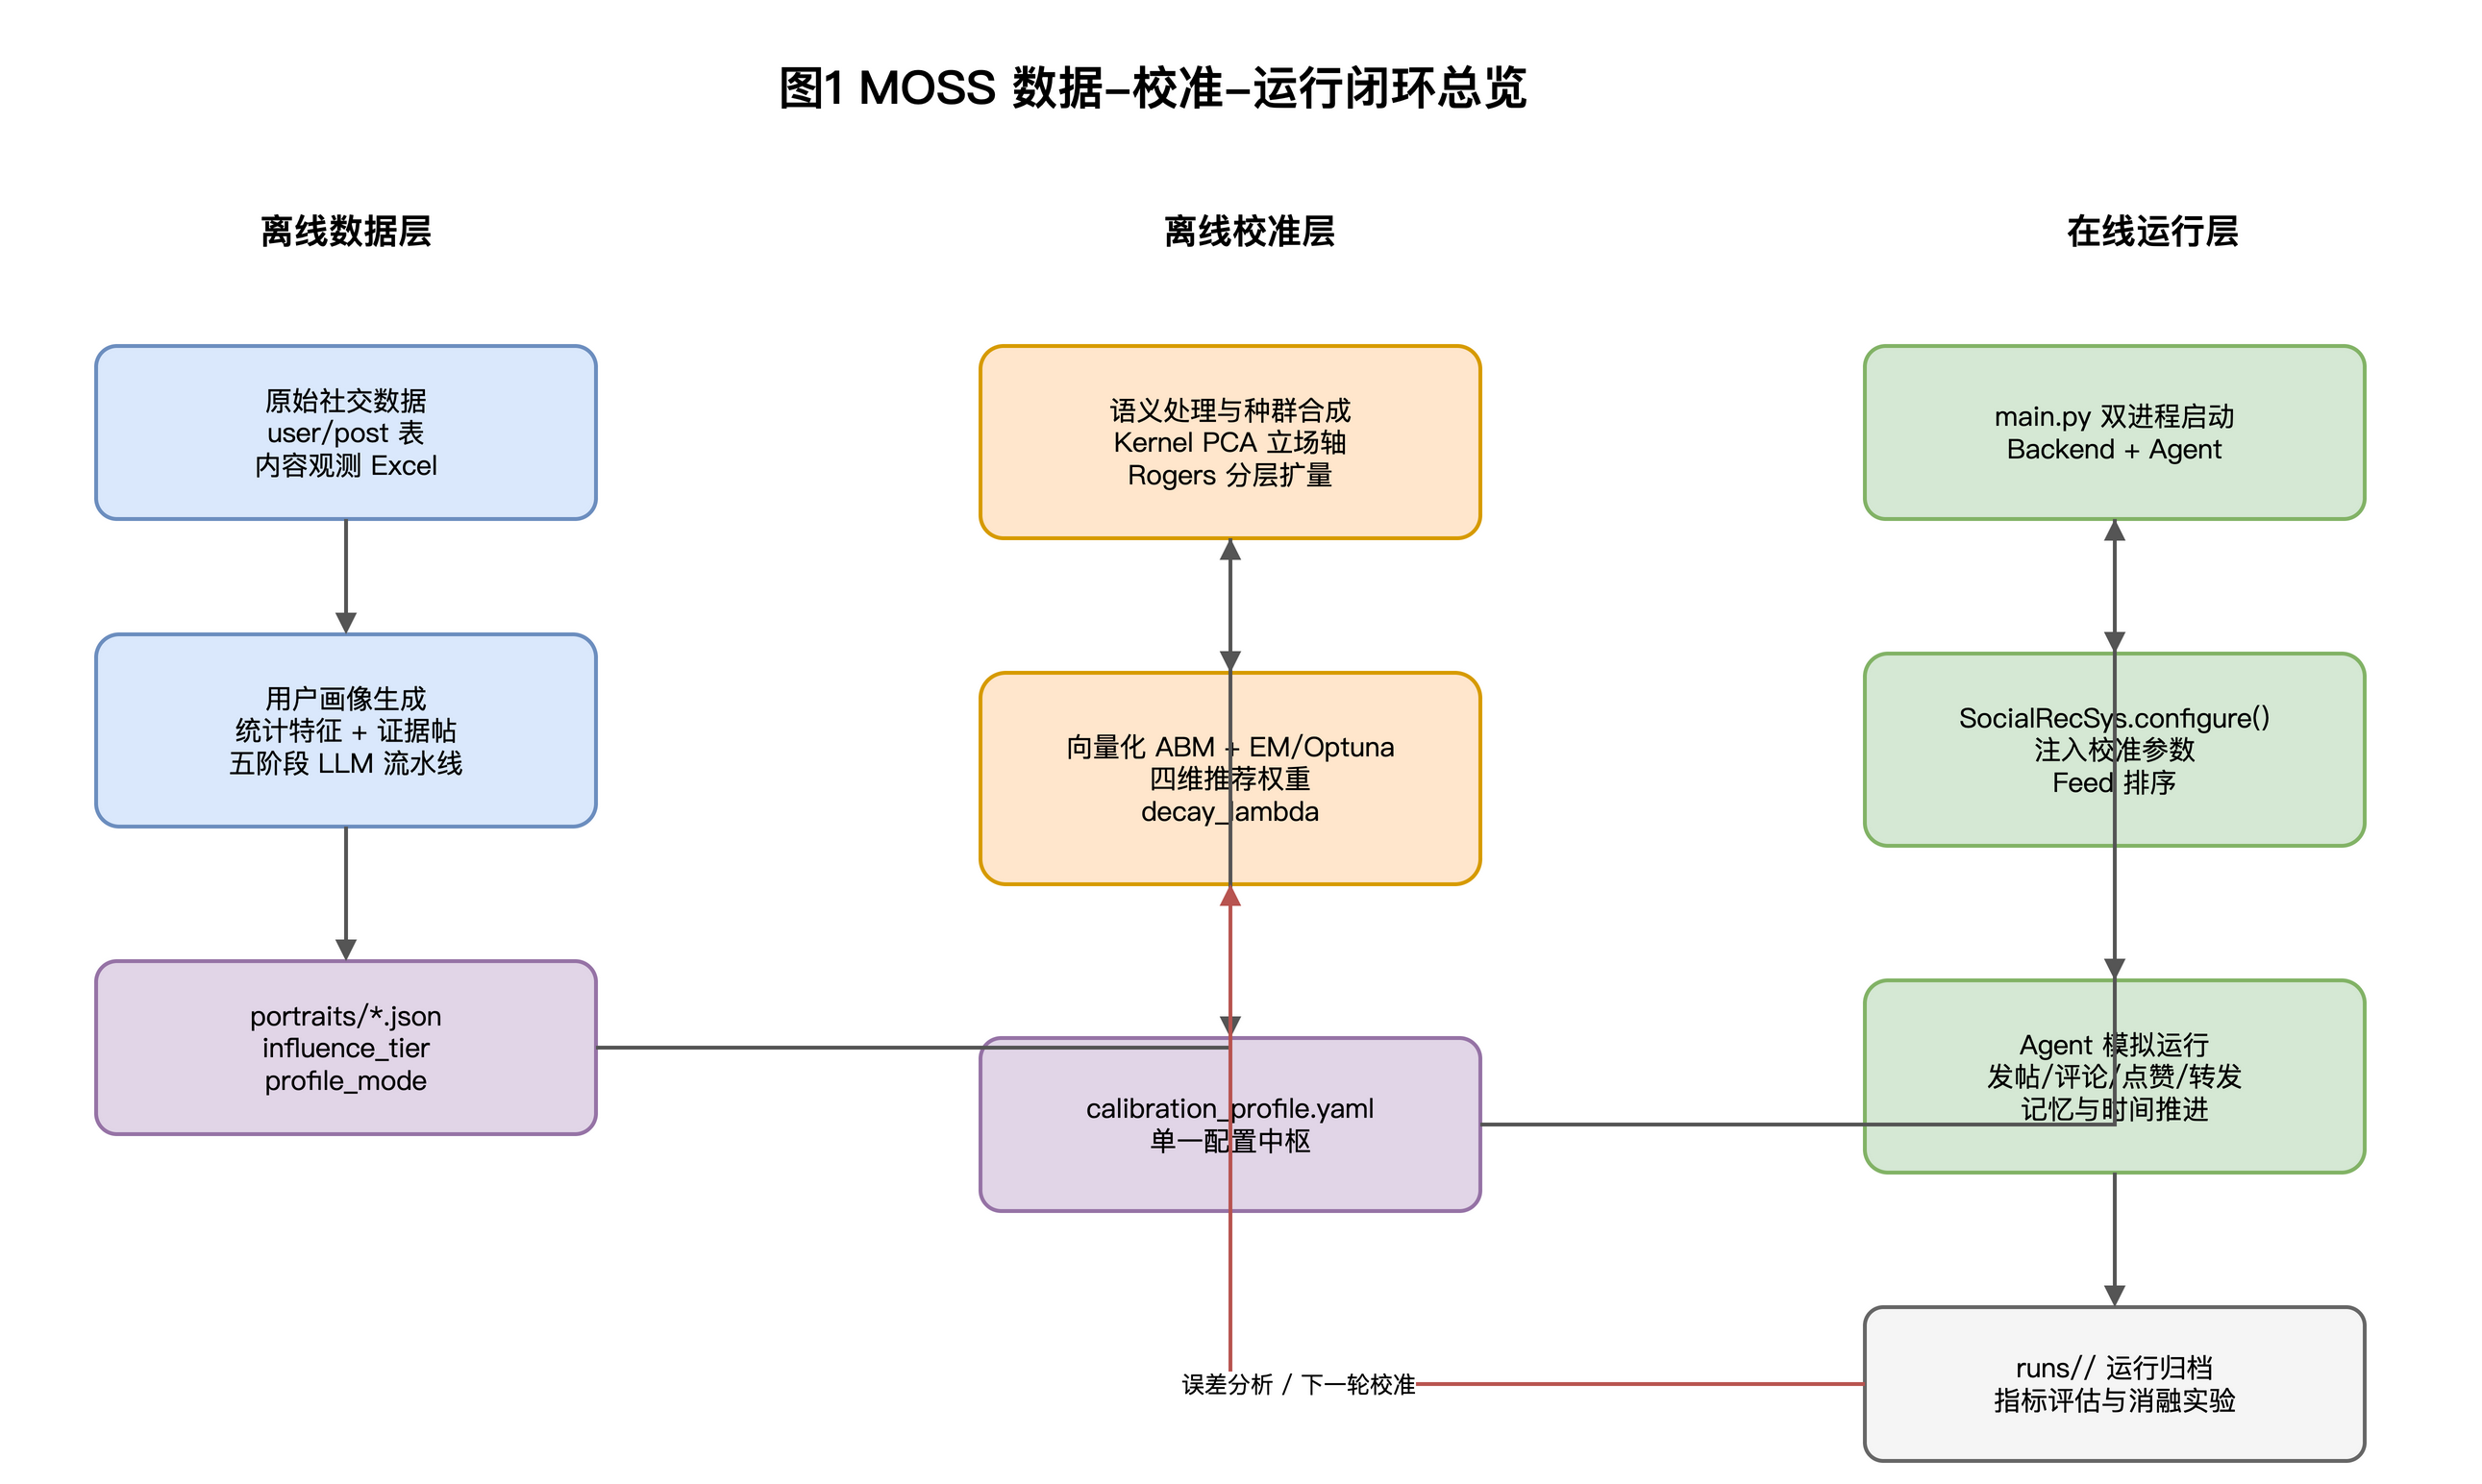 图1 MOSS 数据–校准–运行闭环总览
离线数据层
离线校准层
在线运行层
原始社交数据
user/post 表
内容观测 Excel
语义处理与种群合成
Kernel PCA 立场轴
Rogers 分层扩量
main.py 双进程启动
Backend + Agent
用户画像生成
统计特征 + 证据帖
五阶段 LLM 流水线
向量化 ABM + EM/Optuna
四维推荐权重
decay_lambda
SocialRecSys.configure()
注入校准参数
Feed 排序
portraits/*.json
influence_tier
profile_mode
calibration_profile.yaml
单一配置中枢
Agent 模拟运行
发帖/评论/点赞/转发
记忆与时间推进
误差分析 / 下一轮校准
runs// 运行归档
指标评估与消融实验